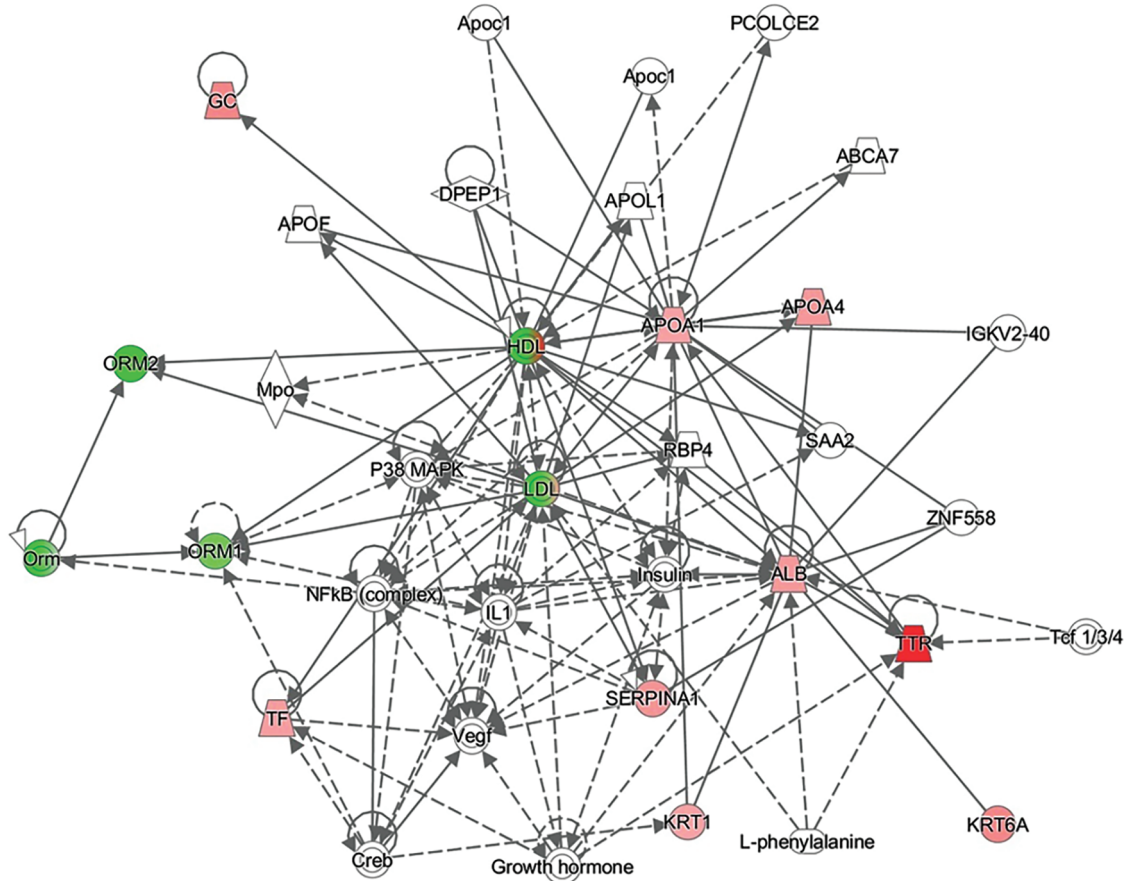 Apoc1
PCOLCE2
Apoc1
GC
ABCA7
DPEP1
APOL1
APOE
APOA4
APOA1
IGKV2-40
HDL
ORM2
Mpo
SAA2
RBP4
P38 MAPK
LDL
ZNF558
ORM1
Orm
Insulin
ALB
NFkB (complex)
IL1
Tcf 1/3/4
TTR
SERPINA1
TF
Vegf
KRT1
KRT6A
L-phenylalanine
Creb
Growth hormone